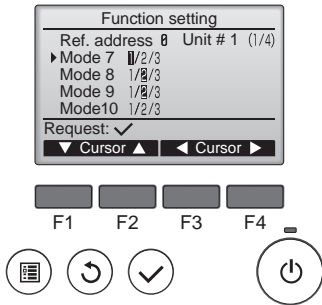 Function setting
Ref. address 0 Unit # 1 (1/4)
Mode 7 1/2/3
Mode 8 1/2/3
Mode 9 1/2/3
Mode10 1/2/3
Request: ✓
▼ Cursor ▲ ◀ Cursor ▶
F1 F2 F3 F4